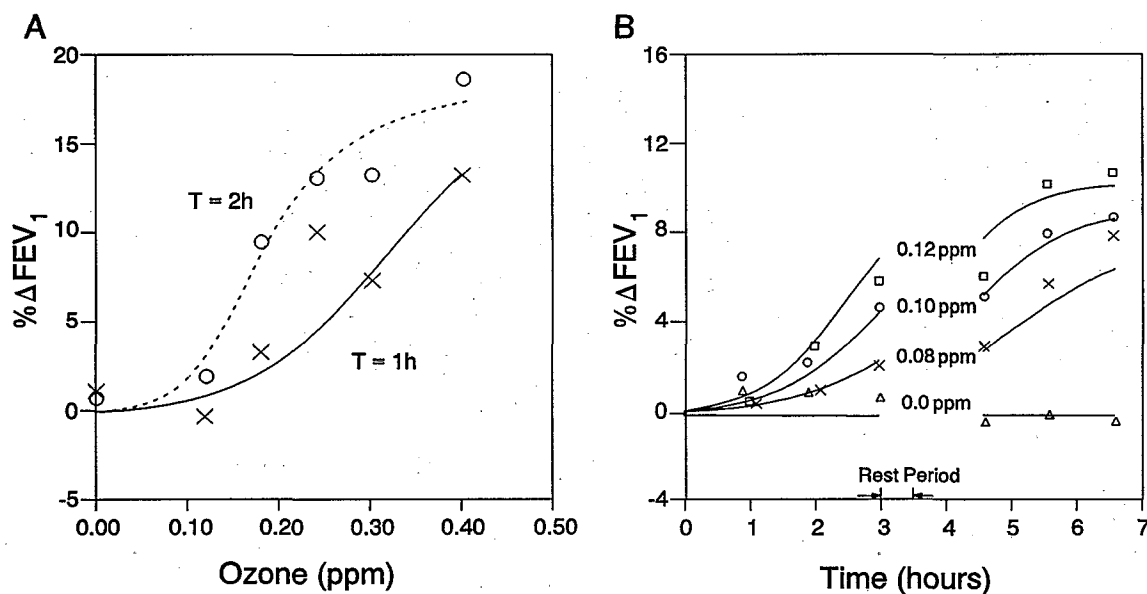 A
20
15
10
5
0
-5
%ΔFEV1
T = 2h
T = 1h
0.00 0.10 0.20 0.30 0.40 0.50
Ozone (ppm)
B
16
12
8
4
0
-4
%ΔFEV1
0.12 ppm
0.10 ppm
0.08 ppm
0.0 ppm
Rest Period
0 1 2 3 4 5 6 7
Time (hours)